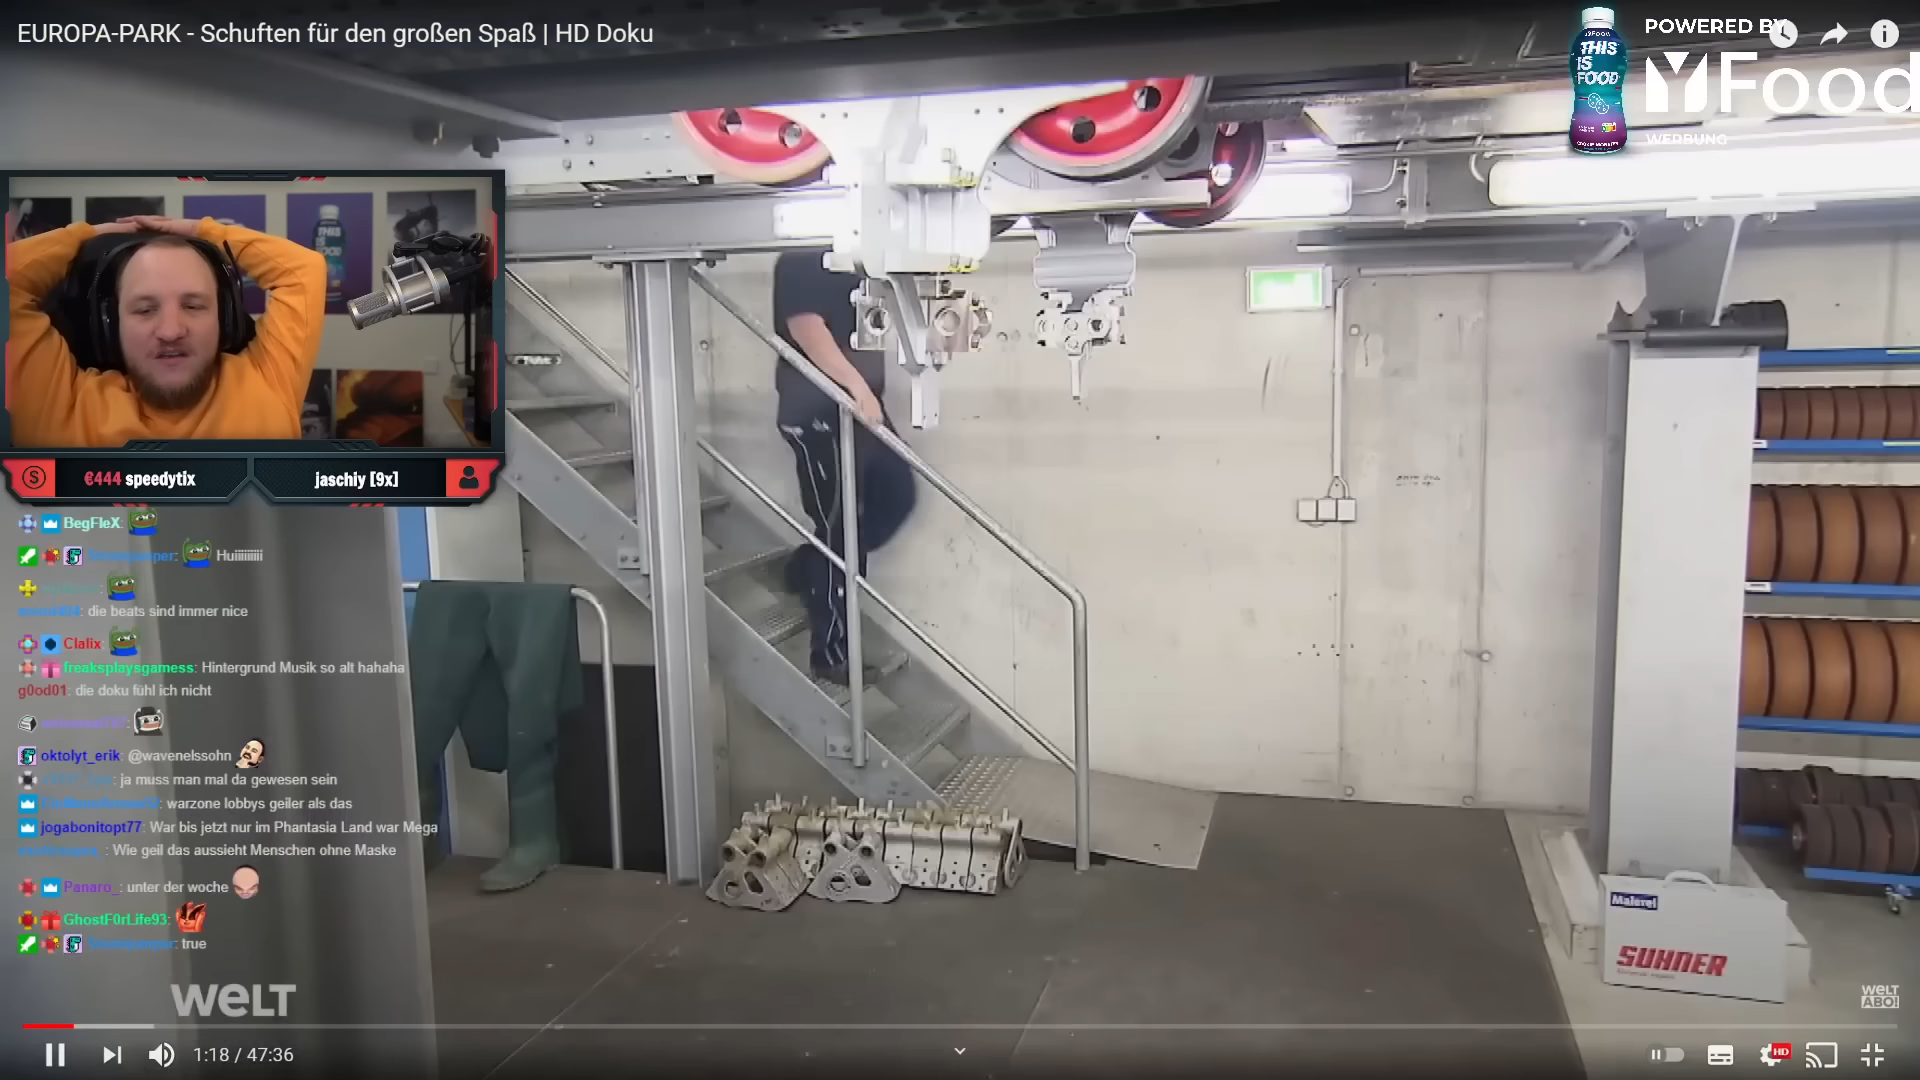 EUROPA-PARK - Schuften für den großen Spaß | HD Doku
POWERED BY
YFood
WERBUNG
THIS
IS
FOOD
€444 speedytix
jaschiy [9x]
BegFleX:
Huiiiiiiiii
die beats sind immer nice
Clalix:
freaksplaysgamess: Hintergrund Musik so alt hahaha
g0od01: die doku fühl ich nicht
oktolyt_erik: @wavenelssohn
ja muss man mal da gewesen sein
warzone lobbys geiler als das
jogabonitopt77: War bis jetzt nur im Phantasia Land war Mega
: Wie geil das aussieht Menschen ohne Maske
Panaro_: unter der woche
GhostF0rLife93:
true
SUHNER
WELT
WELT
ABO!
1:18 / 47:36
HD